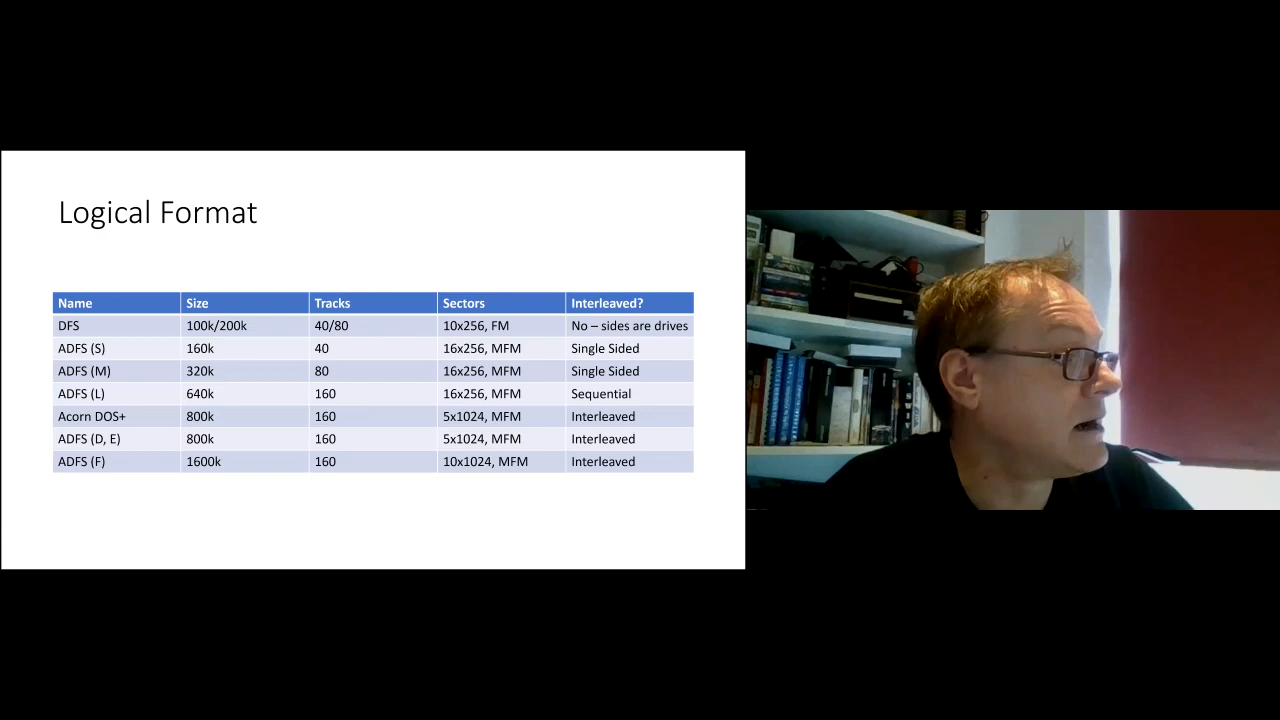 Logical Format
Name Size Tracks Sectors Interleaved?
DFS 100k/200k 40/80 10x256, FM No – sides are drives
ADFS (S) 160k 40 16x256, MFM Single Sided
ADFS (M) 320k 80 16x256, MFM Single Sided
ADFS (L) 640k 160 16x256, MFM Sequential
Acorn DOS+ 800k 160 5x1024, MFM Interleaved
ADFS (D, E) 800k 160 5x1024, MFM Interleaved
ADFS (F) 1600k 160 10x1024, MFM Interleaved